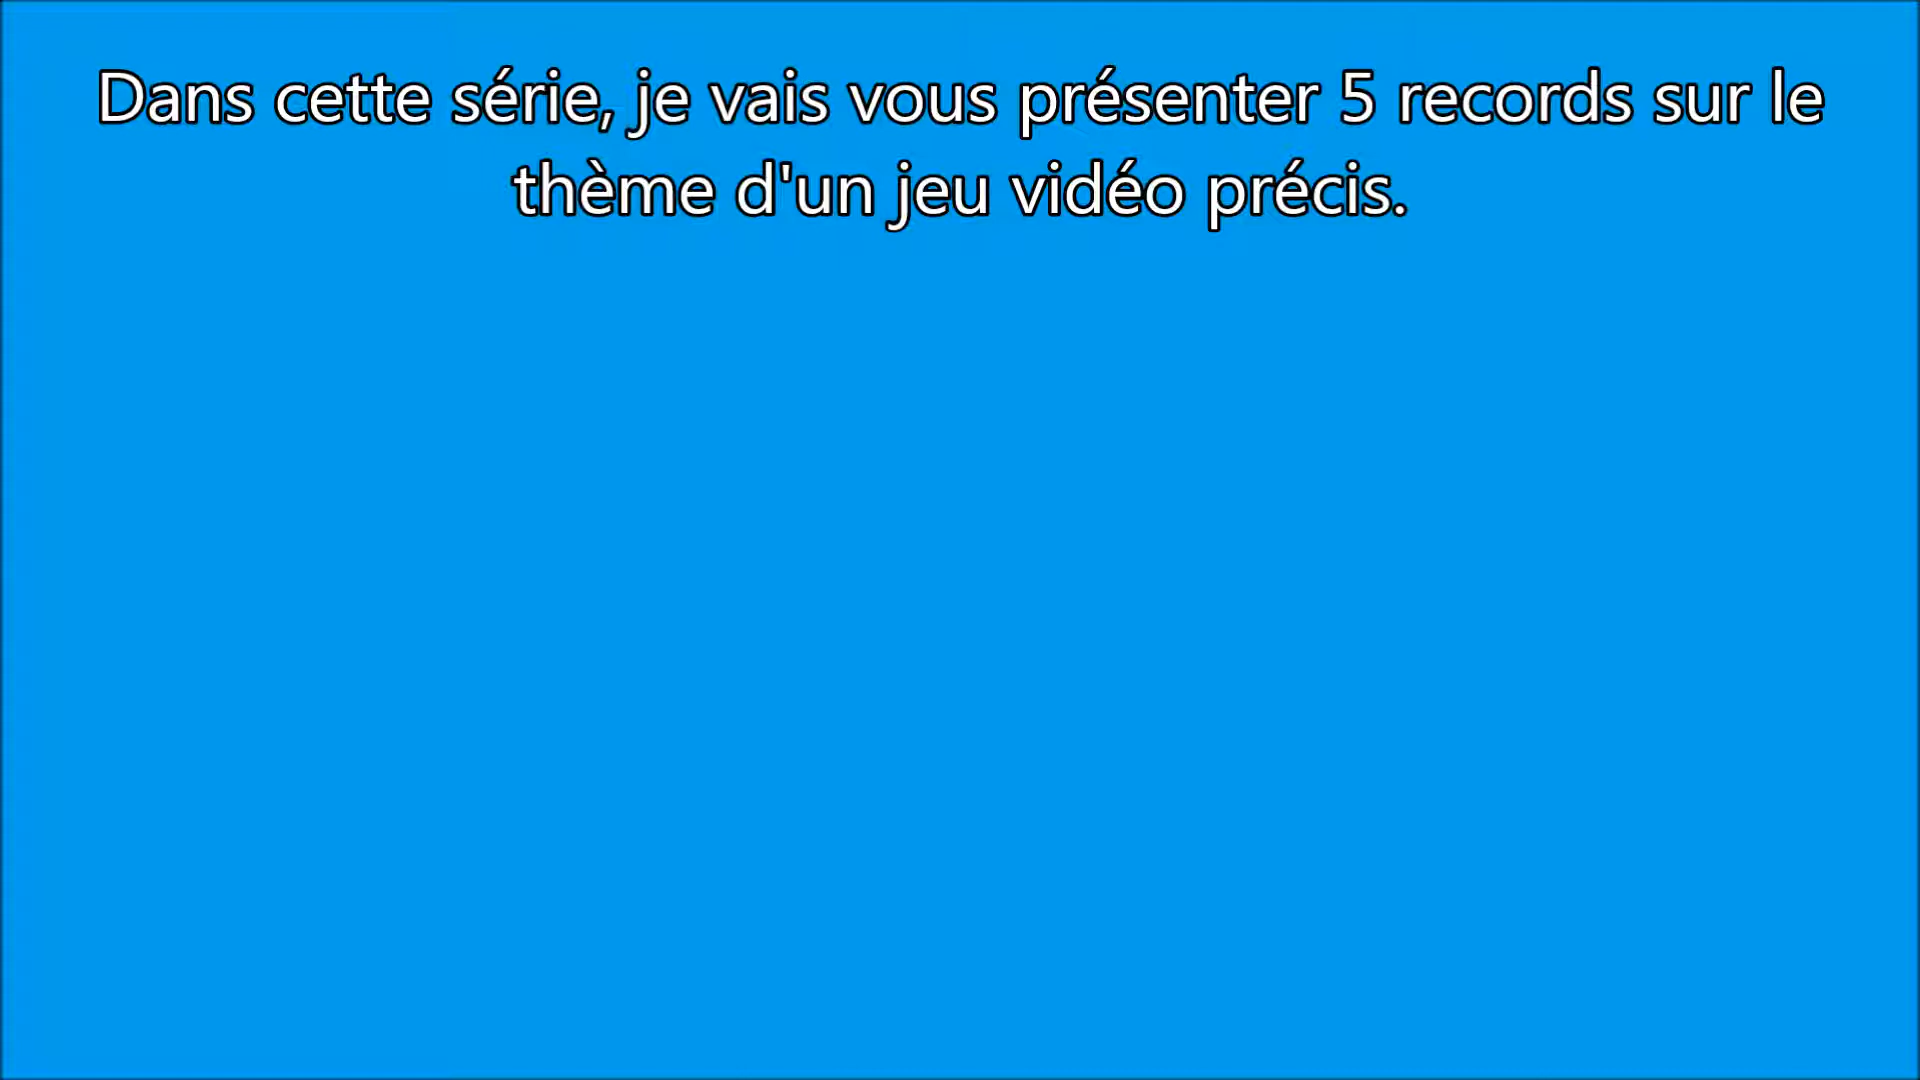 Dans cette série, je vais vous présenter 5 records sur le
thème d'un jeu vidéo précis.